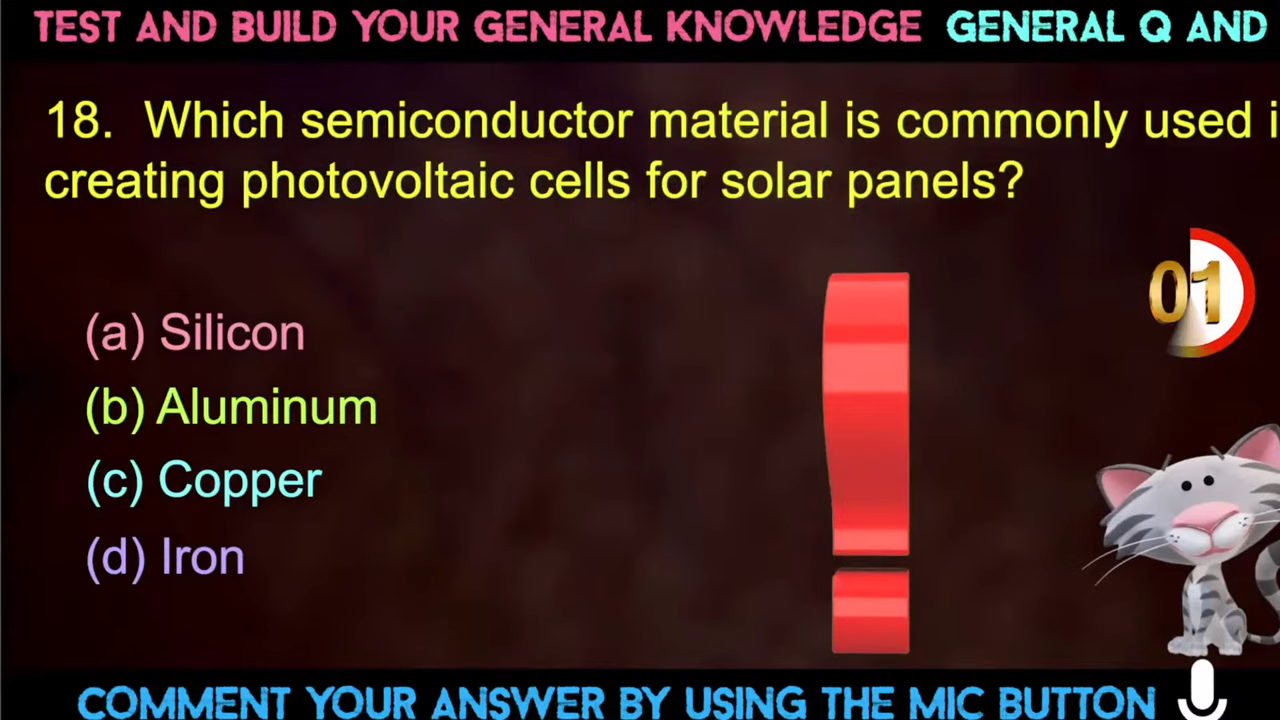 TEST AND BUILD YOUR GENERAL KNOWLEDGE GENERAL Q AND
18. Which semiconductor material is commonly used i
creating photovoltaic cells for solar panels?
01
(a) Silicon
(b) Aluminum
(c) Copper
(d) Iron
COMMENT YOUR ANSWER BY USING THE MIC BUTTON